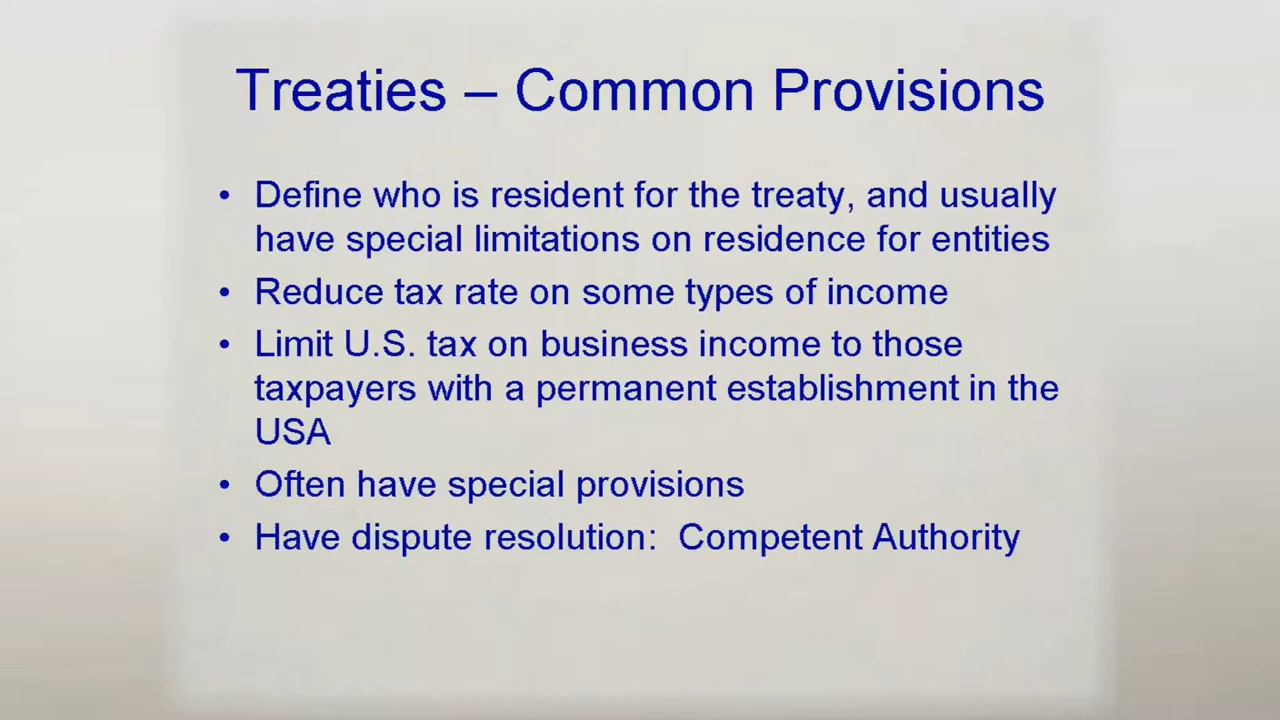 Treaties – Common Provisions
• Define who is resident for the treaty, and usually
have special limitations on residence for entities
• Reduce tax rate on some types of income
• Limit U.S. tax on business income to those
taxpayers with a permanent establishment in the
USA
• Often have special provisions
• Have dispute resolution:  Competent Authority